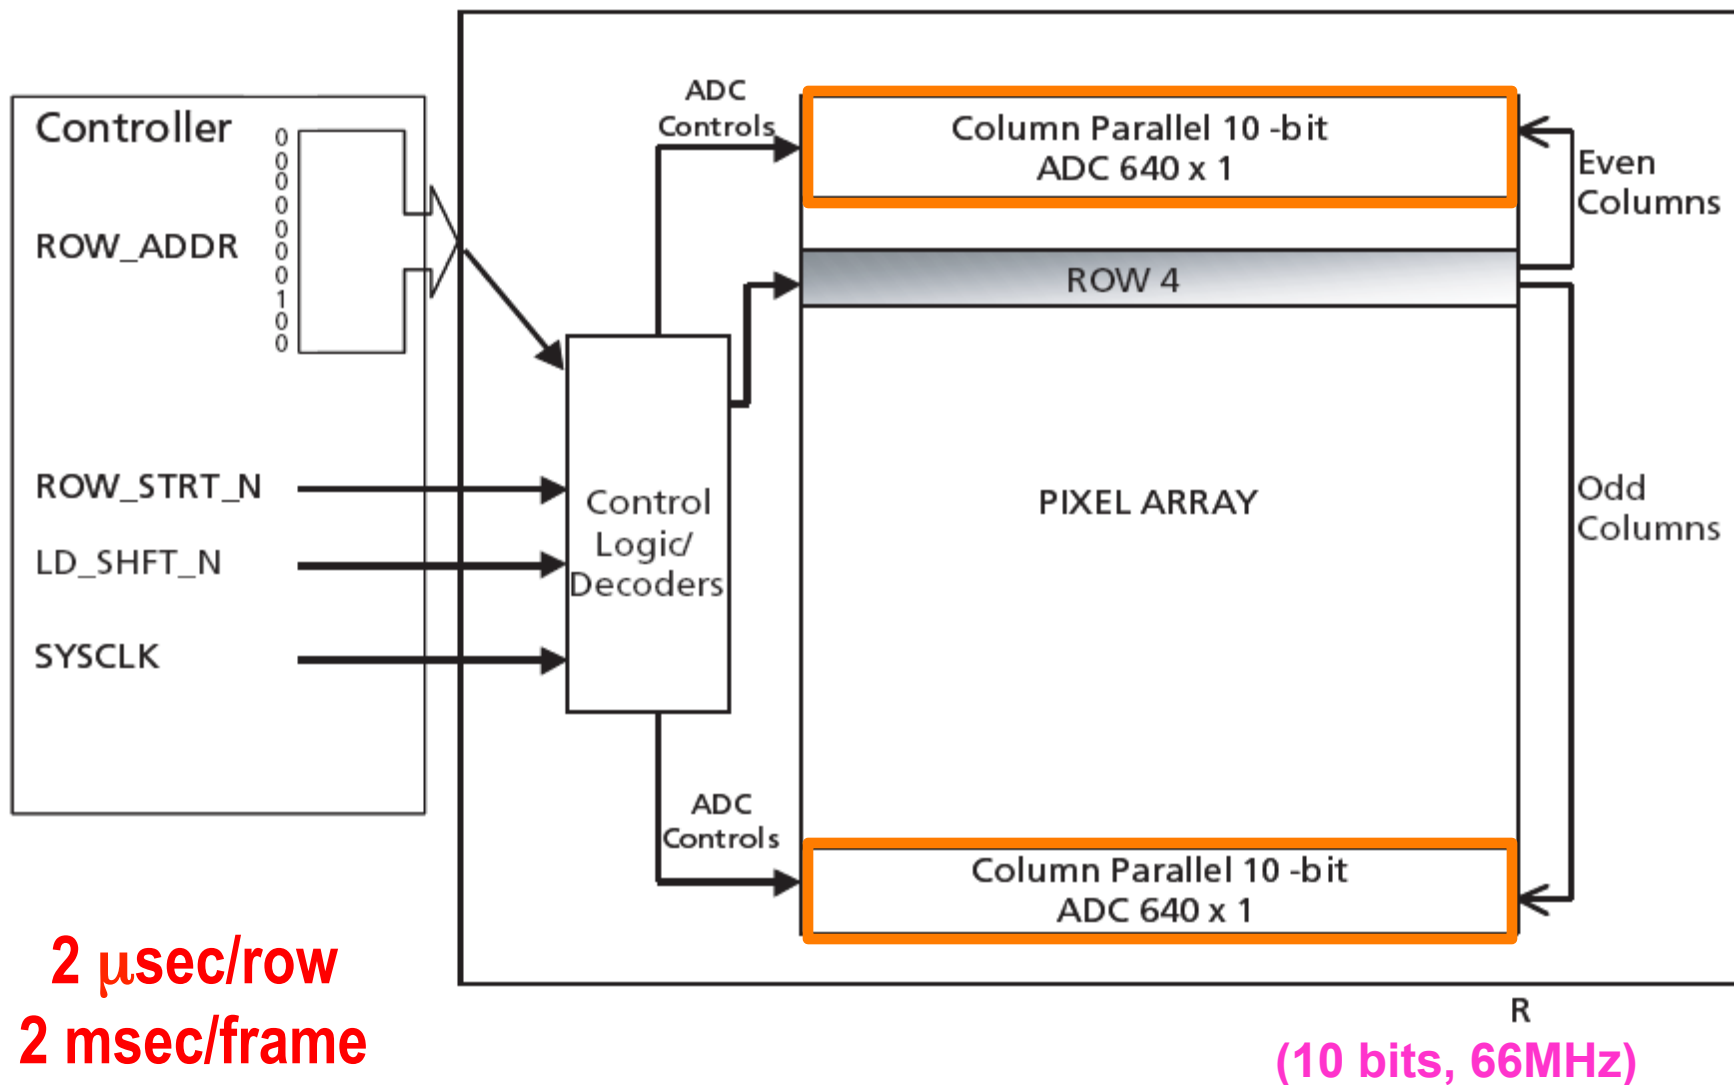 Controller
0
0
0
0
0
0
0
1
0
0
ROW_ADDR
ROW_STRT_N
LD_SHFT_N
SYSCLK
ADC
Controls
Column Parallel 10 -bit
ADC 640 x 1
Even
Columns
ROW 4
Control
Logic/
Decoders
PIXEL ARRAY
Odd
Columns
ADC
Controls
Column Parallel 10 -bit
ADC 640 x 1
2 μsec/row
2 msec/frame
R
(10 bits, 66MHz)